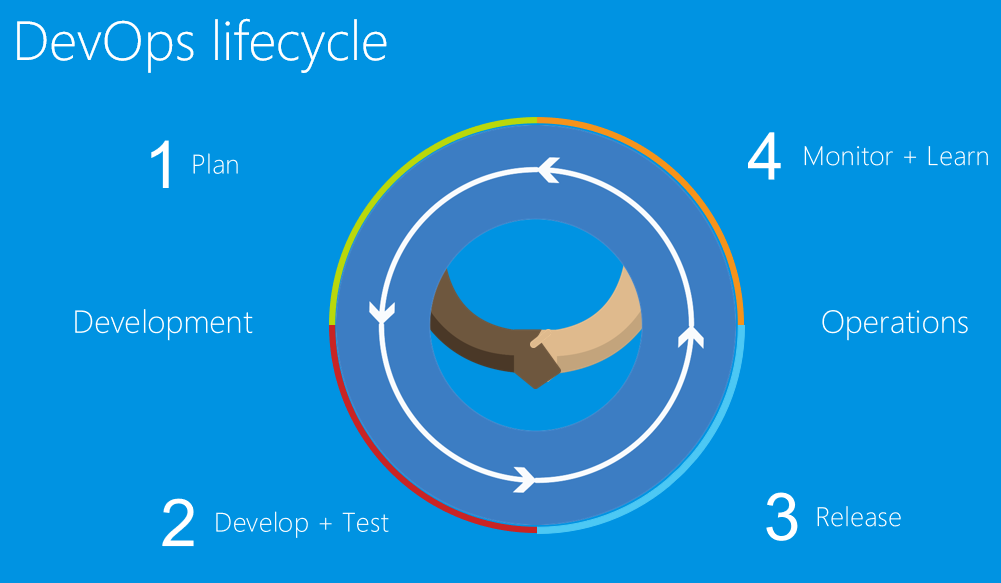 DevOps lifecycle
1 Plan
4 Monitor + Learn
Development
Operations
2 Develop + Test
3 Release